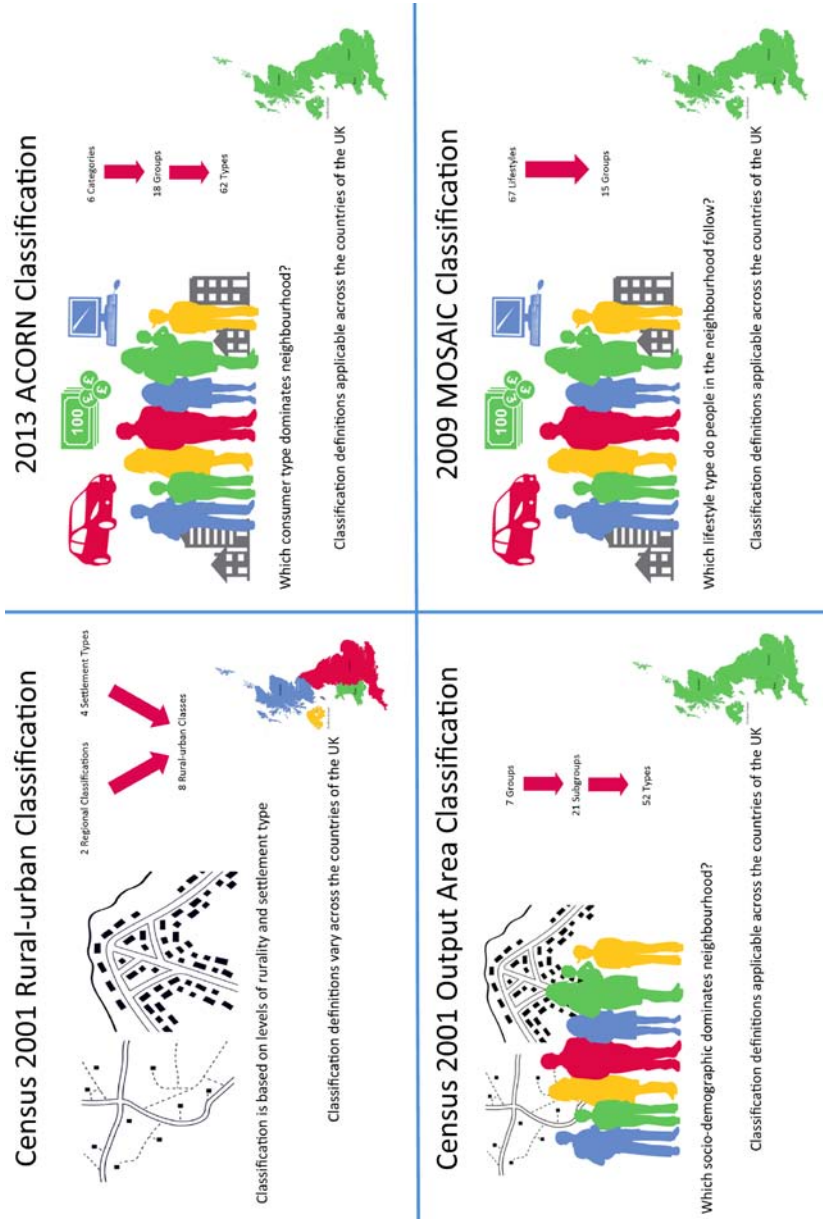 Census 2001 Rural-urban Classification
2 Regional Classifications
4 Settlement Types
8 Rural-urban Classes
Classification is based on levels of rurality and settlement type
Classification definitions vary across the countries of the UK
2013 ACORN Classification
100
£
£
£
6 Categories
18 Groups
62 Types
Which consumer type dominates neighbourhood?
Classification definitions applicable across the countries of the UK
Census 2001 Output Area Classification
7 Groups
21 Subgroups
52 Types
Which socio-demographic dominates neighbourhood?
Classification definitions applicable across the countries of the UK
2009 MOSAIC Classification
100
£
£
£
67 Lifestyles
15 Groups
Which lifestyle type do people in the neighbourhood follow?
Classification definitions applicable across the countries of the UK